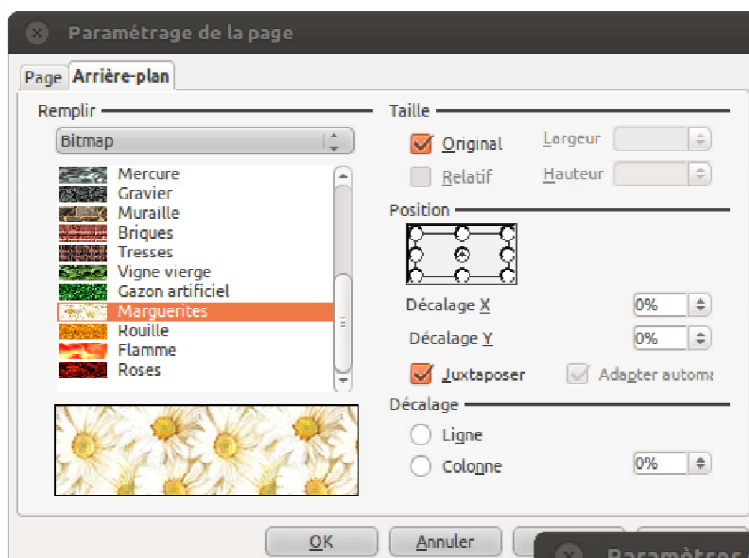 Paramétrage de la page
Page Arrière-plan
Remplir
Bitmap
Mercure
Gravier
Muraille
Briques
Tresses
Vigne vierge
Gazon artificiel
Marguerites
Rouille
Flamme
Roses
Taille
Original
Largeur
Relatif
Hauteur
Position
Décalage X
0%
Décalage Y
0%
Juxtaposer
Adapter automa
Décalage
Ligne
Colonne
0%
OK
Annuler
Paramètres